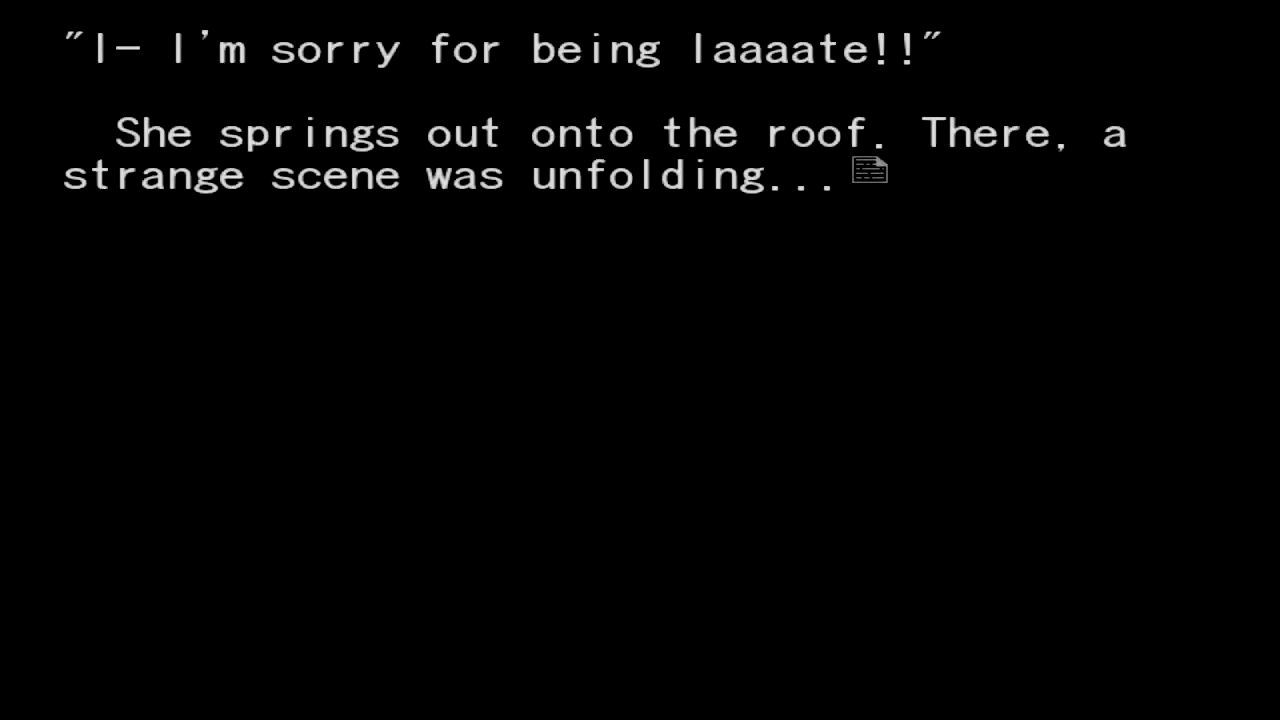 "I- I'm sorry for being laaaate!!"
She springs out onto the roof. There, a
strange scene was unfolding...